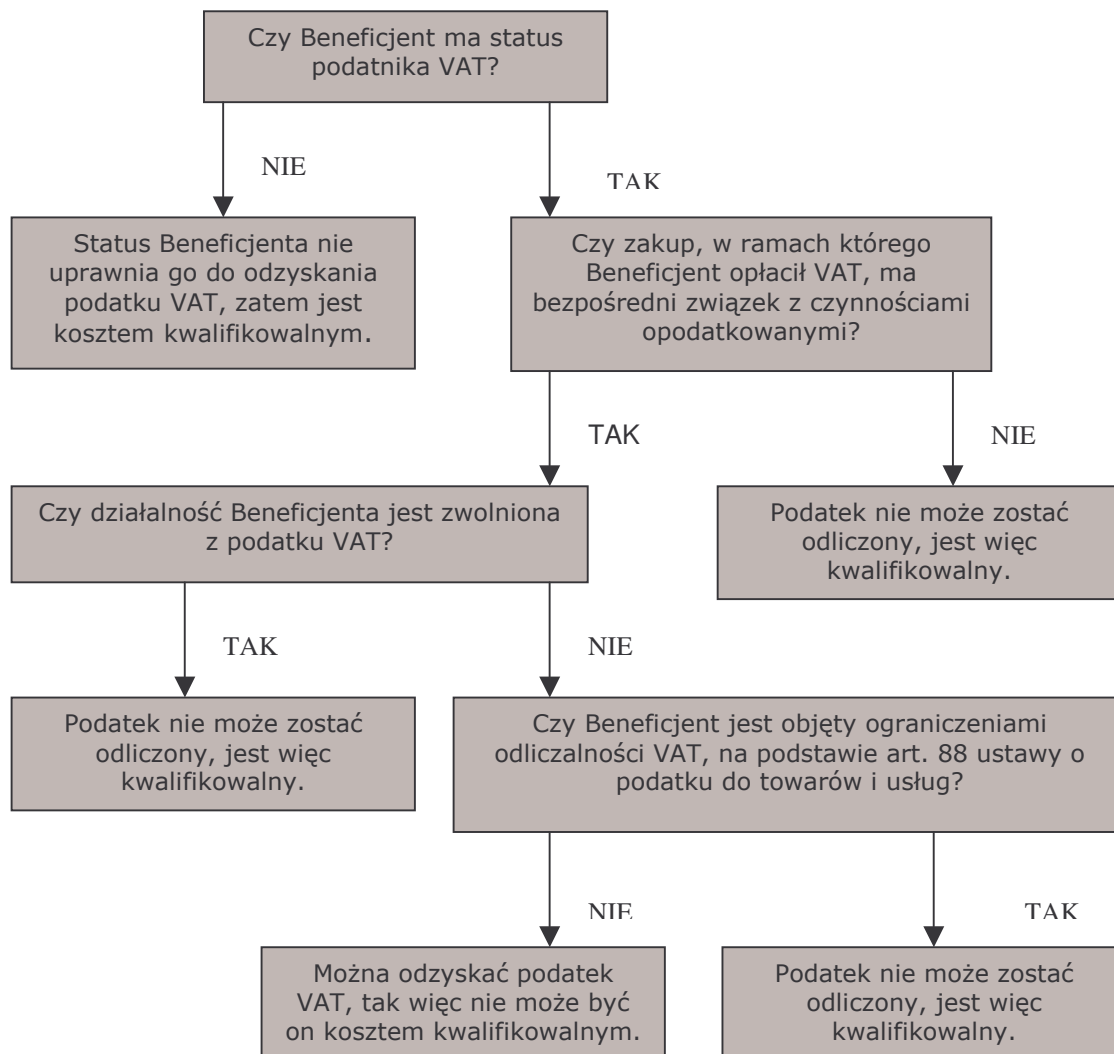 Czy Beneficjent ma status
podatnika VAT?
NIE
TAK
Status Beneficjenta nie
uprawnia go do odzyskania
podatku VAT, zatem jest
kosztem kwalifikowalnym.
Czy zakup, w ramach którego
Beneficjent opłacił VAT, ma
bezpośredni związek z czynnościami
opodatkowanymi?
TAK
NIE
Czy działalność Beneficjenta jest zwolniona
z podatku VAT?
Podatek nie może zostać
odliczony, jest więc
kwalifikowalny.
TAK
NIE
Podatek nie może zostać
odliczony, jest więc
kwalifikowalny.
Czy Beneficjent jest objęty ograniczeniami
odliczalności VAT, na podstawie art. 88 ustawy o
podatku do towarów i usług?
NIE
TAK
Można odzyskać podatek
VAT, tak więc nie może być
on kosztem kwalifikowalnym.
Podatek nie może zostać
odliczony, jest więc
kwalifikowalny.